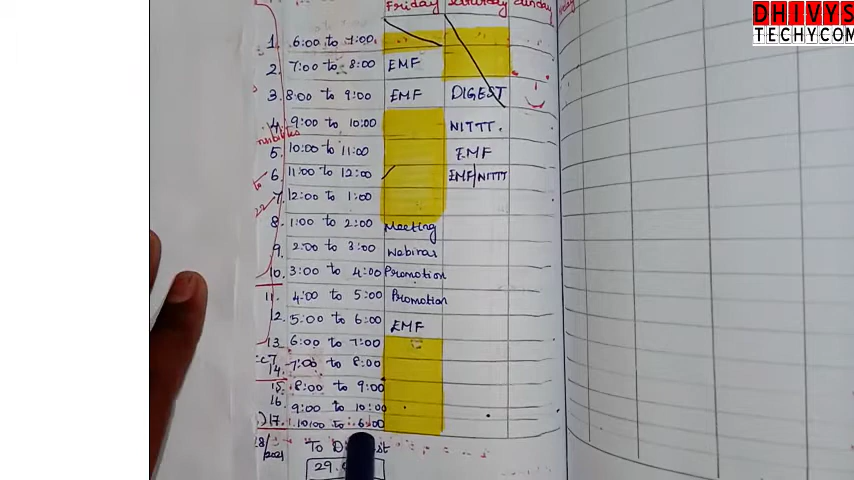 DHIVYS
TECHYCOM
Friday Saturday Sunday
1. 6:00 to 7:00
2. 7:00 to 8:00 EMF
3. 8:00 to 9:00 EMF DIGEST
4. 9:00 to 10:00 NITTT.
5. 10:00 to 11:00 EMF
6. 11:00 to 12:00 EMF/NITTT
7. 12:00 to 1:00
8. 1:00 to 2:00 Meeting
9. 2:00 to 3:00 Webinar
10. 3:00 to 4:00 Promotion
11. 4:00 to 5:00 Promotion
12. 5:00 to 6:00 EMF
13. 6:00 to 7:00
14. 7:00 to 8:00
15. 8:00 to 9:00
16. 9:00 to 10:00
17. 10:00 to 6:00
To
29.